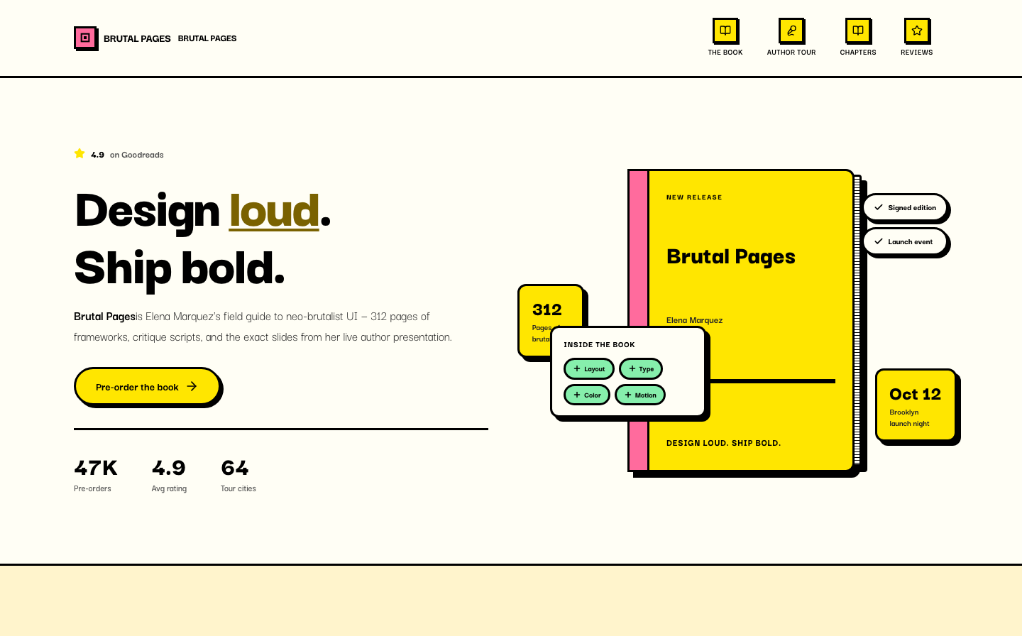 BRUTAL PAGES BRUTAL PAGES
THE BOOK
AUTHOR TOUR
CHAPTERS
REVIEWS
4.9 on Goodreads
Design loud.
Ship bold.
Brutal Pagesis Elena Marquez's field guide to neo-brutalist UI — 312 pages of
frameworks, critique scripts, and the exact slides from her live author presentation.
Pre-order the book
47K
Pre-orders
4.9
Avg rating
64
Tour cities
NEW RELEASE
Brutal Pages
Elena Marquez
DESIGN LOUD. SHIP BOLD.
Signed edition
Launch event
312
Pages
INSIDE THE BOOK
+ Layout
+ Type
+ Color
+ Motion
Oct 12
Brooklyn
launch night